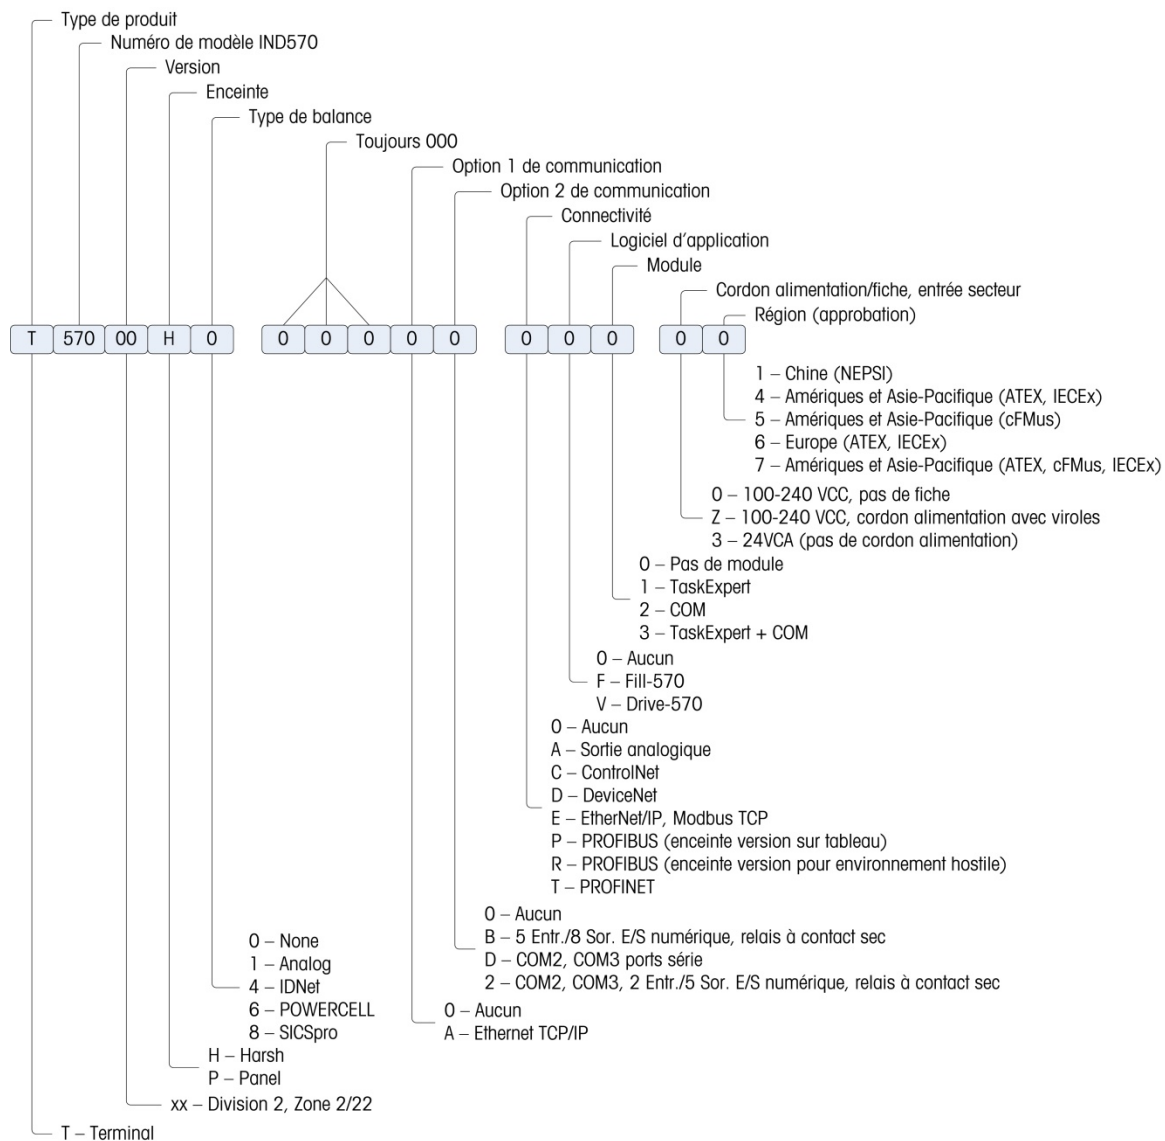 Type de produit
Numéro de modèle IND570
Version
Enceinte
Type de balance
Toujours 000
Option 1 de communication
Option 2 de communication
Connectivité
Logiciel d'application
Module
Cordon alimentation/fiche, entrée secteur
Région (approbation)
T 570 00 H 0 0 0 0 0 0 0 0 0 0 0
1 – Chine (NEPSI)
4 – Amériques et Asie-Pacifique (ATEX, IECEx)
5 – Amériques et Asie-Pacifique (cFMus)
6 – Europe (ATEX, IECEx)
7 – Amériques et Asie-Pacifique (ATEX, cFMus, IECEx)
0 – 100-240 VCC, pas de fiche
Z – 100-240 VCC, cordon alimentation avec viroles
3 – 24VCA (pas de cordon alimentation)
0 – Pas de module
1 – TaskExpert
2 – COM
3 – TaskExpert + COM
0 – Aucun
F – Fill-570
V – Drive-570
0 – Aucun
A – Sortie analogique
C – ControlNet
D – DeviceNet
E – EtherNet/IP, Modbus TCP
P – PROFIBUS (enceinte version sur tableau)
R – PROFIBUS (enceinte version pour environnement hostile)
T – PROFINET
0 – Aucun
B – 5 Entr./8 Sor. E/S numérique, relais à contact sec
D – COM2, COM3 ports série
2 – COM2, COM3, 2 Entr./5 Sor. E/S numérique, relais à contact sec
0 – Aucun
A – Ethernet TCP/IP
0 – None
1 – Analog
4 – IDNet
6 – POWERCELL
8 – SICSpro
H – Harsh
P – Panel
xx – Division 2, Zone 2/22
T – Terminal